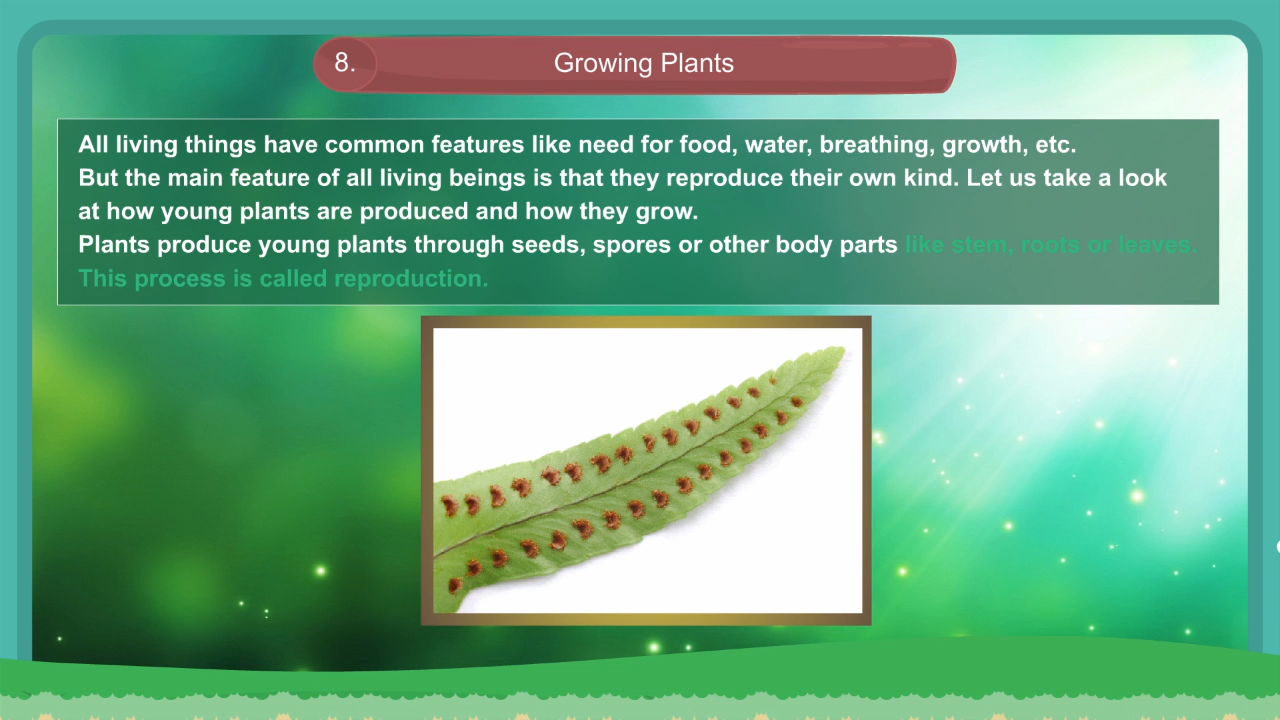 8.
Growing Plants
All living things have common features like need for food, water, breathing, growth, etc.
But the main feature of all living beings is that they reproduce their own kind. Let us take a look
at how young plants are produced and how they grow.
Plants produce young plants through seeds, spores or other body parts like stem, roots or leaves.
This process is called reproduction.